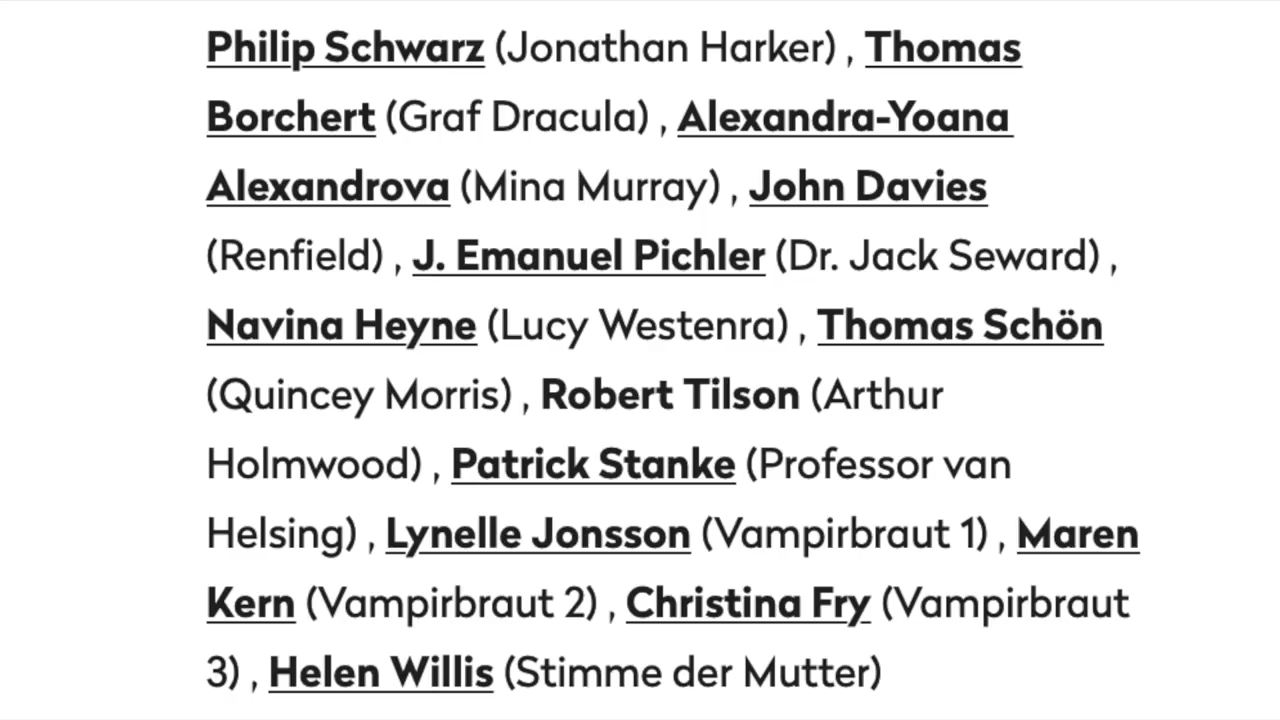 Philip Schwarz (Jonathan Harker) , Thomas
Borchert (Graf Dracula) , Alexandra-Yoana
Alexandrova (Mina Murray) , John Davies
(Renfield) , J. Emanuel Pichler (Dr. Jack Seward) ,
Navina Heyne (Lucy Westenra) , Thomas Schön
(Quincey Morris) , Robert Tilson (Arthur
Holmwood) , Patrick Stanke (Professor van
Helsing) , Lynelle Jonsson (Vampirbraut 1) , Maren
Kern (Vampirbraut 2) , Christina Fry (Vampirbraut
3) , Helen Willis (Stimme der Mutter)